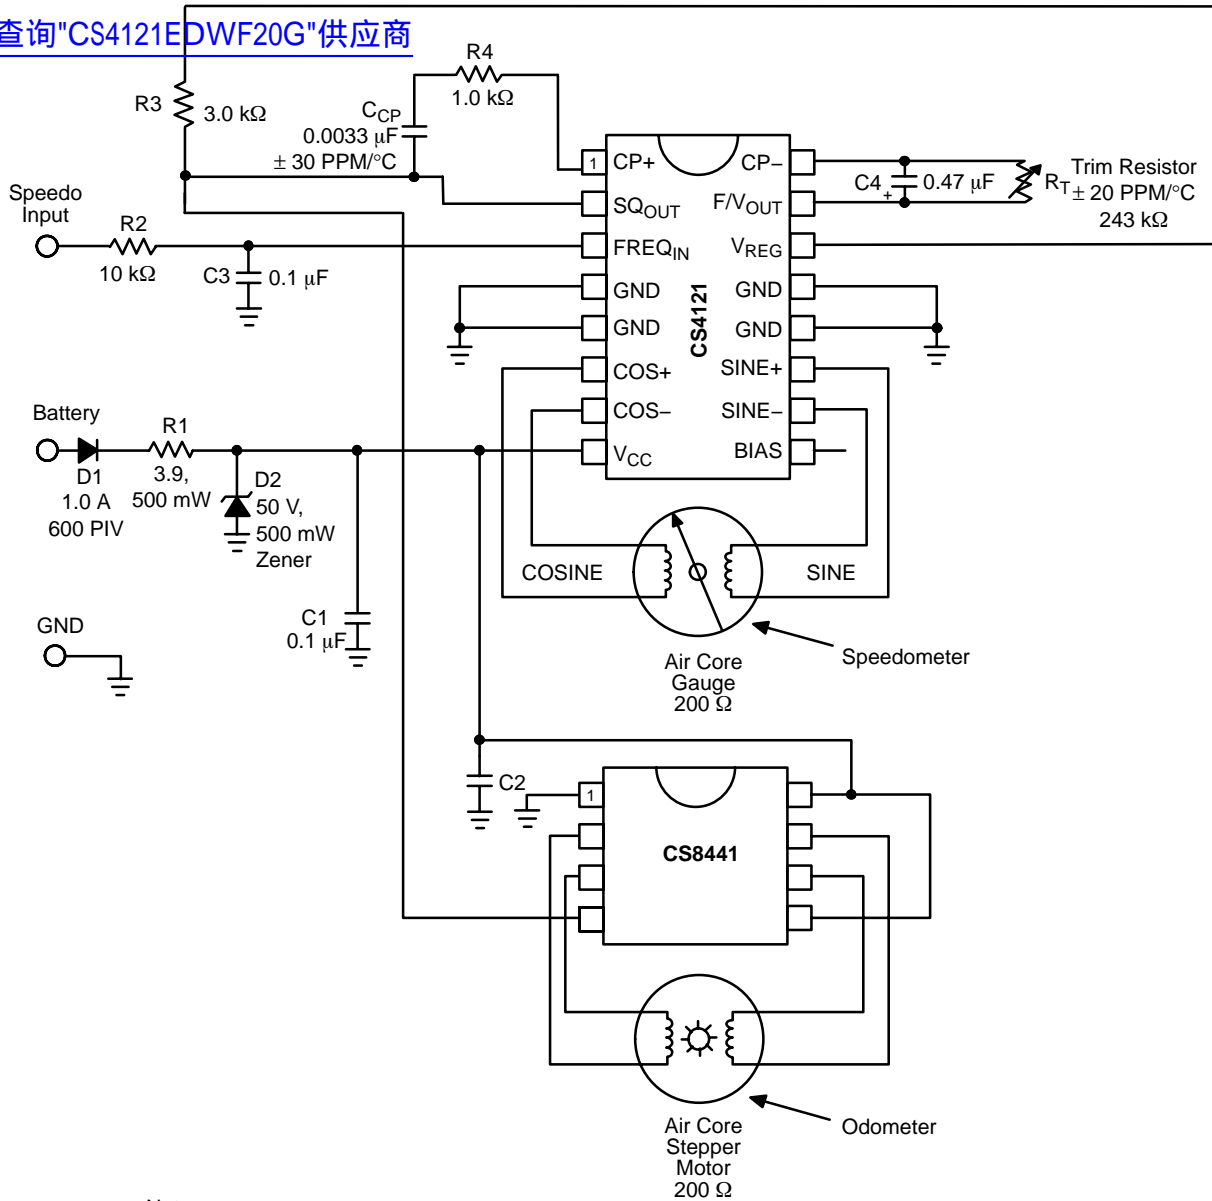 查询"CS4121EDWF20G"供应商
R4
1.0 kΩ
R3
3.0 kΩ
CCP
0.0033 μF
± 30 PPM/°C
Speedo
Input
R2
10 kΩ
C3
0.1 μF
1
CP+
SQOUT
FREQIN
GND
GND
COS+
COS−
VCC
CS4121
CP−
F/VOUT
VREG
GND
GND
SINE+
SINE−
BIAS
C4
+
0.47 μF
RT
Trim Resistor
± 20 PPM/°C
243 kΩ
Battery
D1
1.0 A
600 PIV
R1
3.9,
500 mW
D2
50 V,
500 mW
Zener
C1
0.1 μF
GND
COSINE
SINE
Speedometer
Air Core
Gauge
200 Ω
C2
1
CS8441
Odometer
Air Core
Stepper
Motor
200 Ω